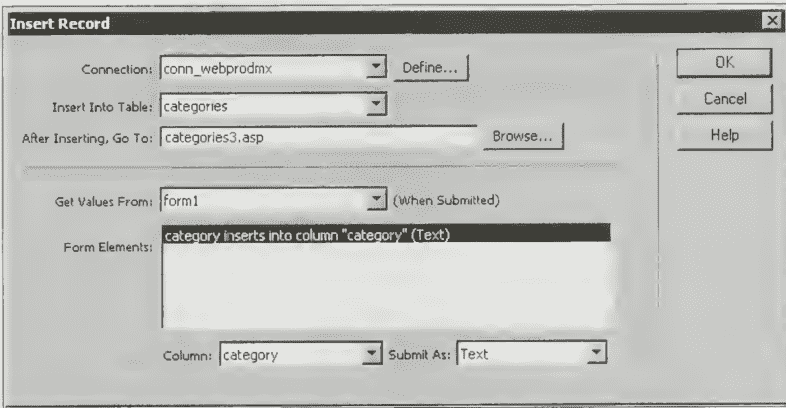 Insert Record
Connection: conn_webprodmx Define... OK
Insert Into Table: categories Cancel
After Inserting, Go To: categories3.asp Browse... Help
Get Values From: form1 (When Submitted)
Form Elements: category inserts into column "category" (Text)
Column: category Submit As: Text